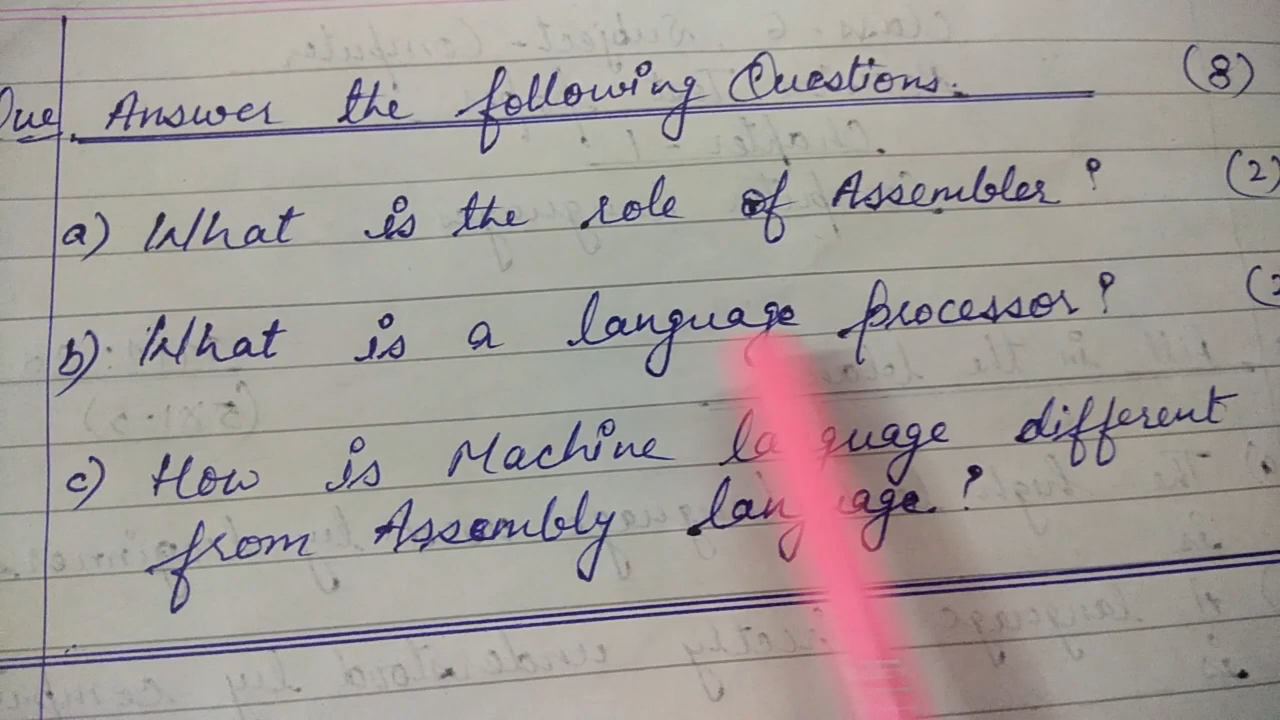 Que. Answer the following Questions. (8)
a) What is the role of Assembler? (2)
b) What is a language processor?
c) How is Machine language different
from Assembly language?